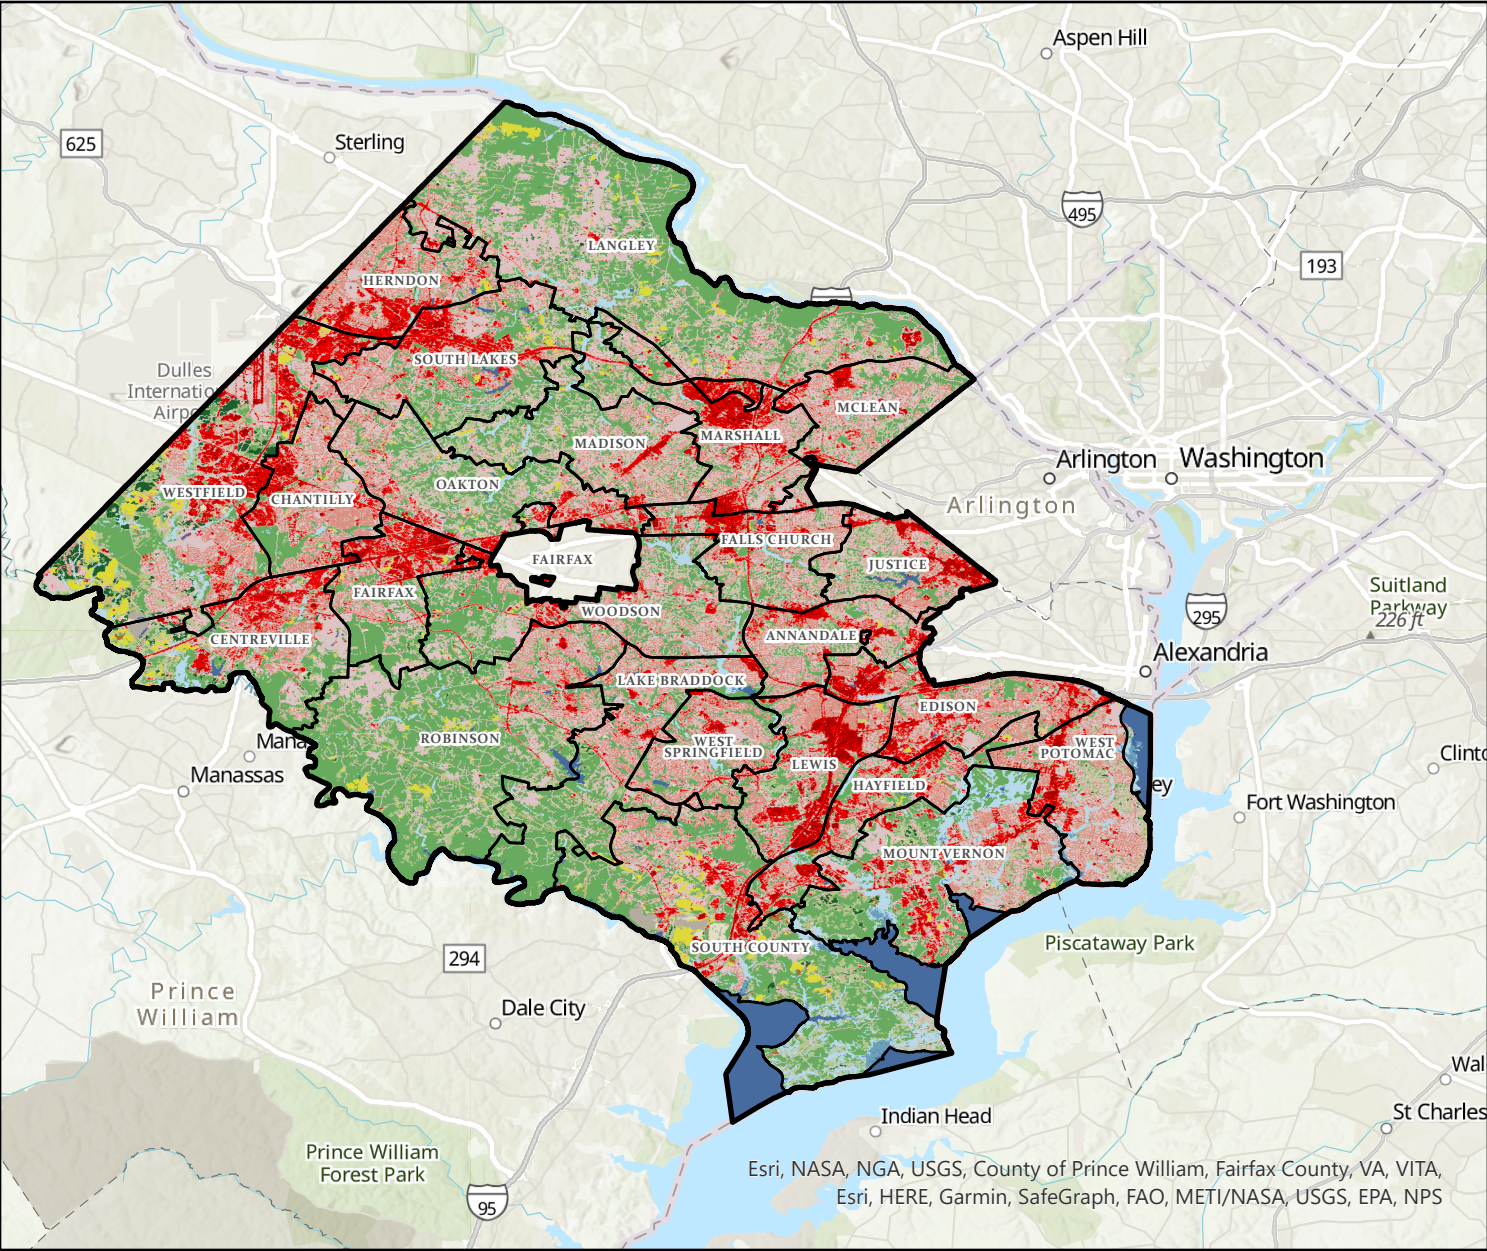 Aspen Hill
625
Sterling
495
193
LANGLEY
HERNDON
Dulles
Internatio
Airpo
SOUTH LAKES
MCLEAN
MARSHALL
MADISON
Arlington
Washington
OAKTON
WESTFIELD
CHANTILLY
Arlington
FALLS CHURCH
FAIRFAX
JUSTICE
Suitland
Parkway
226 ft
FAIRFAX
295
WOODSON
CENTREVILLE
ANNANDALE
Alexandria
LAKE BRADDOCK
EDISON
ROBINSON
WEST
SPRINGFIELD
WEST
POTOMAC
Mana
Clinto
LEWIS
Manassas
HAYFIELD
ey
Fort Washington
MOUNT VERNON
SOUTH COUNTY
Piscataway Park
294
Prince
William
Dale City
Wal
Indian Head
St Charles
Prince William
Forest Park
95
Esri, NASA, NGA, USGS, County of Prince William, Fairfax County, VA, VITA,
Esri, HERE, Garmin, SafeGraph, FAO, METI/NASA, USGS, EPA, NPS